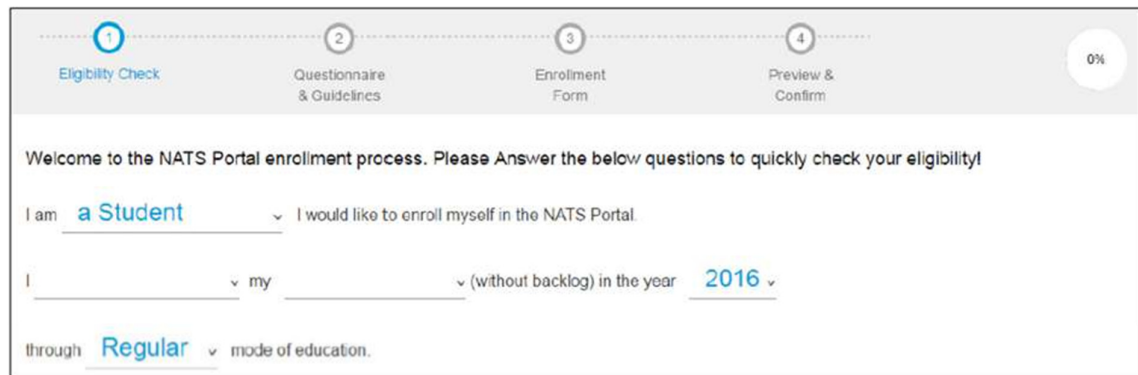 1 2 3 4
Eligibility Check Questionnaire Enrollment Preview &
& Guidelines Form Confirm
0%
Welcome to the NATS Portal enrollment process. Please Answer the below questions to quickly check your eligibility!
I am a Student I would like to enroll myself in the NATS Portal.
I my (without backlog) in the year 2016
through Regular mode of education.